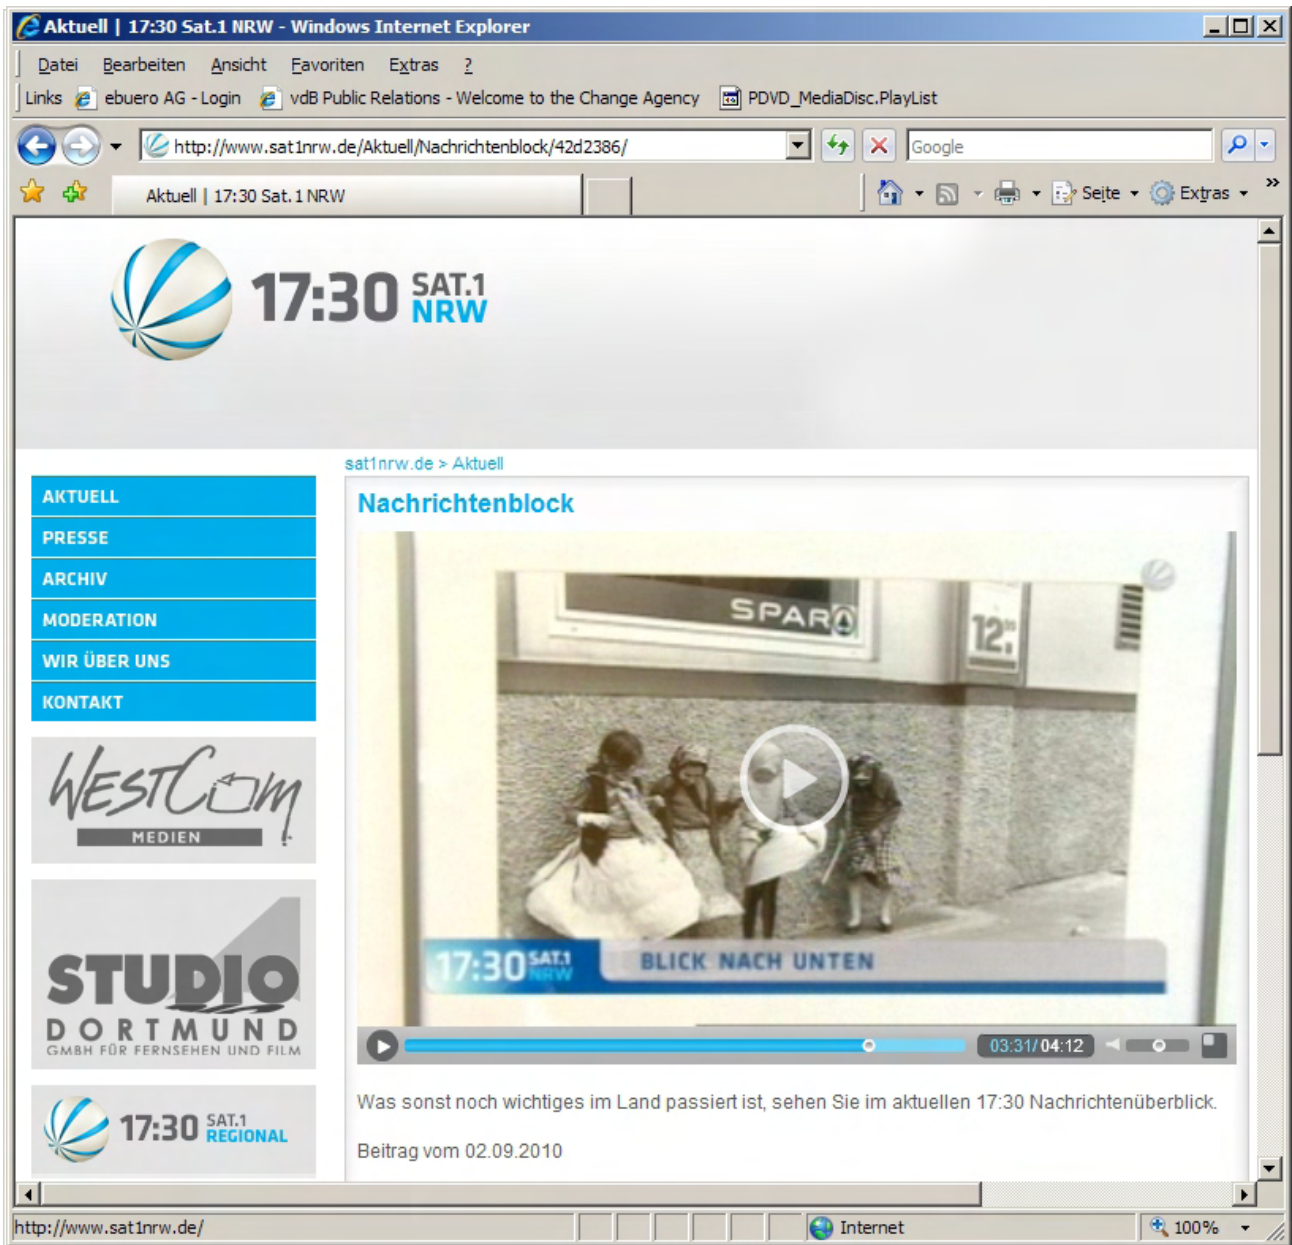 Aktuell | 17:30 Sat.1 NRW - Windows Internet Explorer
Datei Bearbeiten Ansicht Favoriten Extras ?
Links ebuero AG - Login vdB Public Relations - Welcome to the Change Agency PDVD_MediaDisc.PlayList
http://www.sat1nrw.de/Aktuell/Nachrichtenblock/42d2386/ Google
Aktuell | 17:30 Sat.1 NRW Seite Extras »
17:30 SAT.1
NRW
sat1nrw.de > Aktuell
AKTUELL
PRESSE
ARCHIV
MODERATION
WIR ÜBER UNS
KONTAKT
WESTCOM
MEDIEN
STUDIO
DORTMUND
GMBH FÜR FERNSEHEN UND FILM
17:30 SAT.1
REGIONAL
Nachrichtenblock
SPAR
12.
17:30 SAT.1
NRW
BLICK NACH UNTEN
03:31/04:12
Was sonst noch wichtiges im Land passiert ist, sehen Sie im aktuellen 17:30 Nachrichtenüberblick.
Beitrag vom 02.09.2010
http://www.sat1nrw.de/ Internet 100%